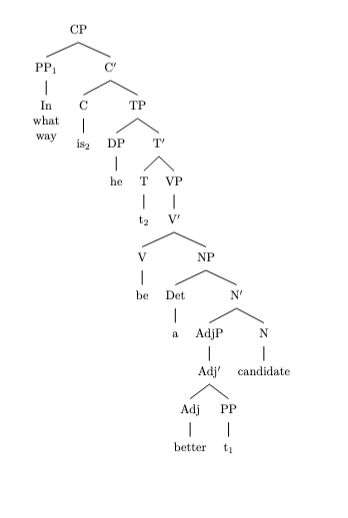 CP
PP₁ C′
In C TP
what
way is₂ DP T′
he T VP
t₂ V′
V NP
be Det N′
a AdjP N
Adj′ candidate
Adj PP
better t₁